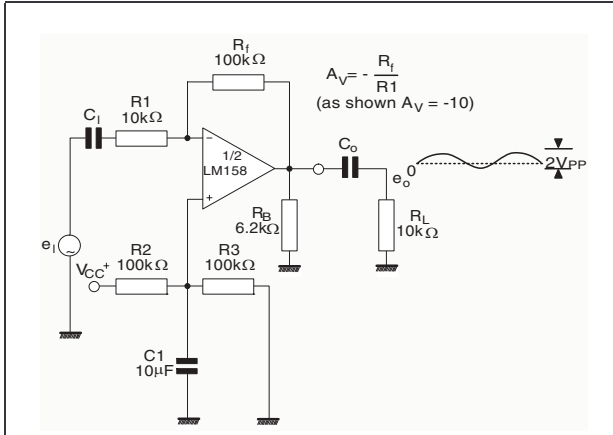 Rf
100kΩ
AV = - Rf
R1
(as shown AV = -10)
R1
10kΩ
CI
1/2
LM158
Co
0
eo
2VPP
RB
6.2kΩ
RL
10kΩ
eI
~
VCC+
R2
100kΩ
R3
100kΩ
C1
10µF